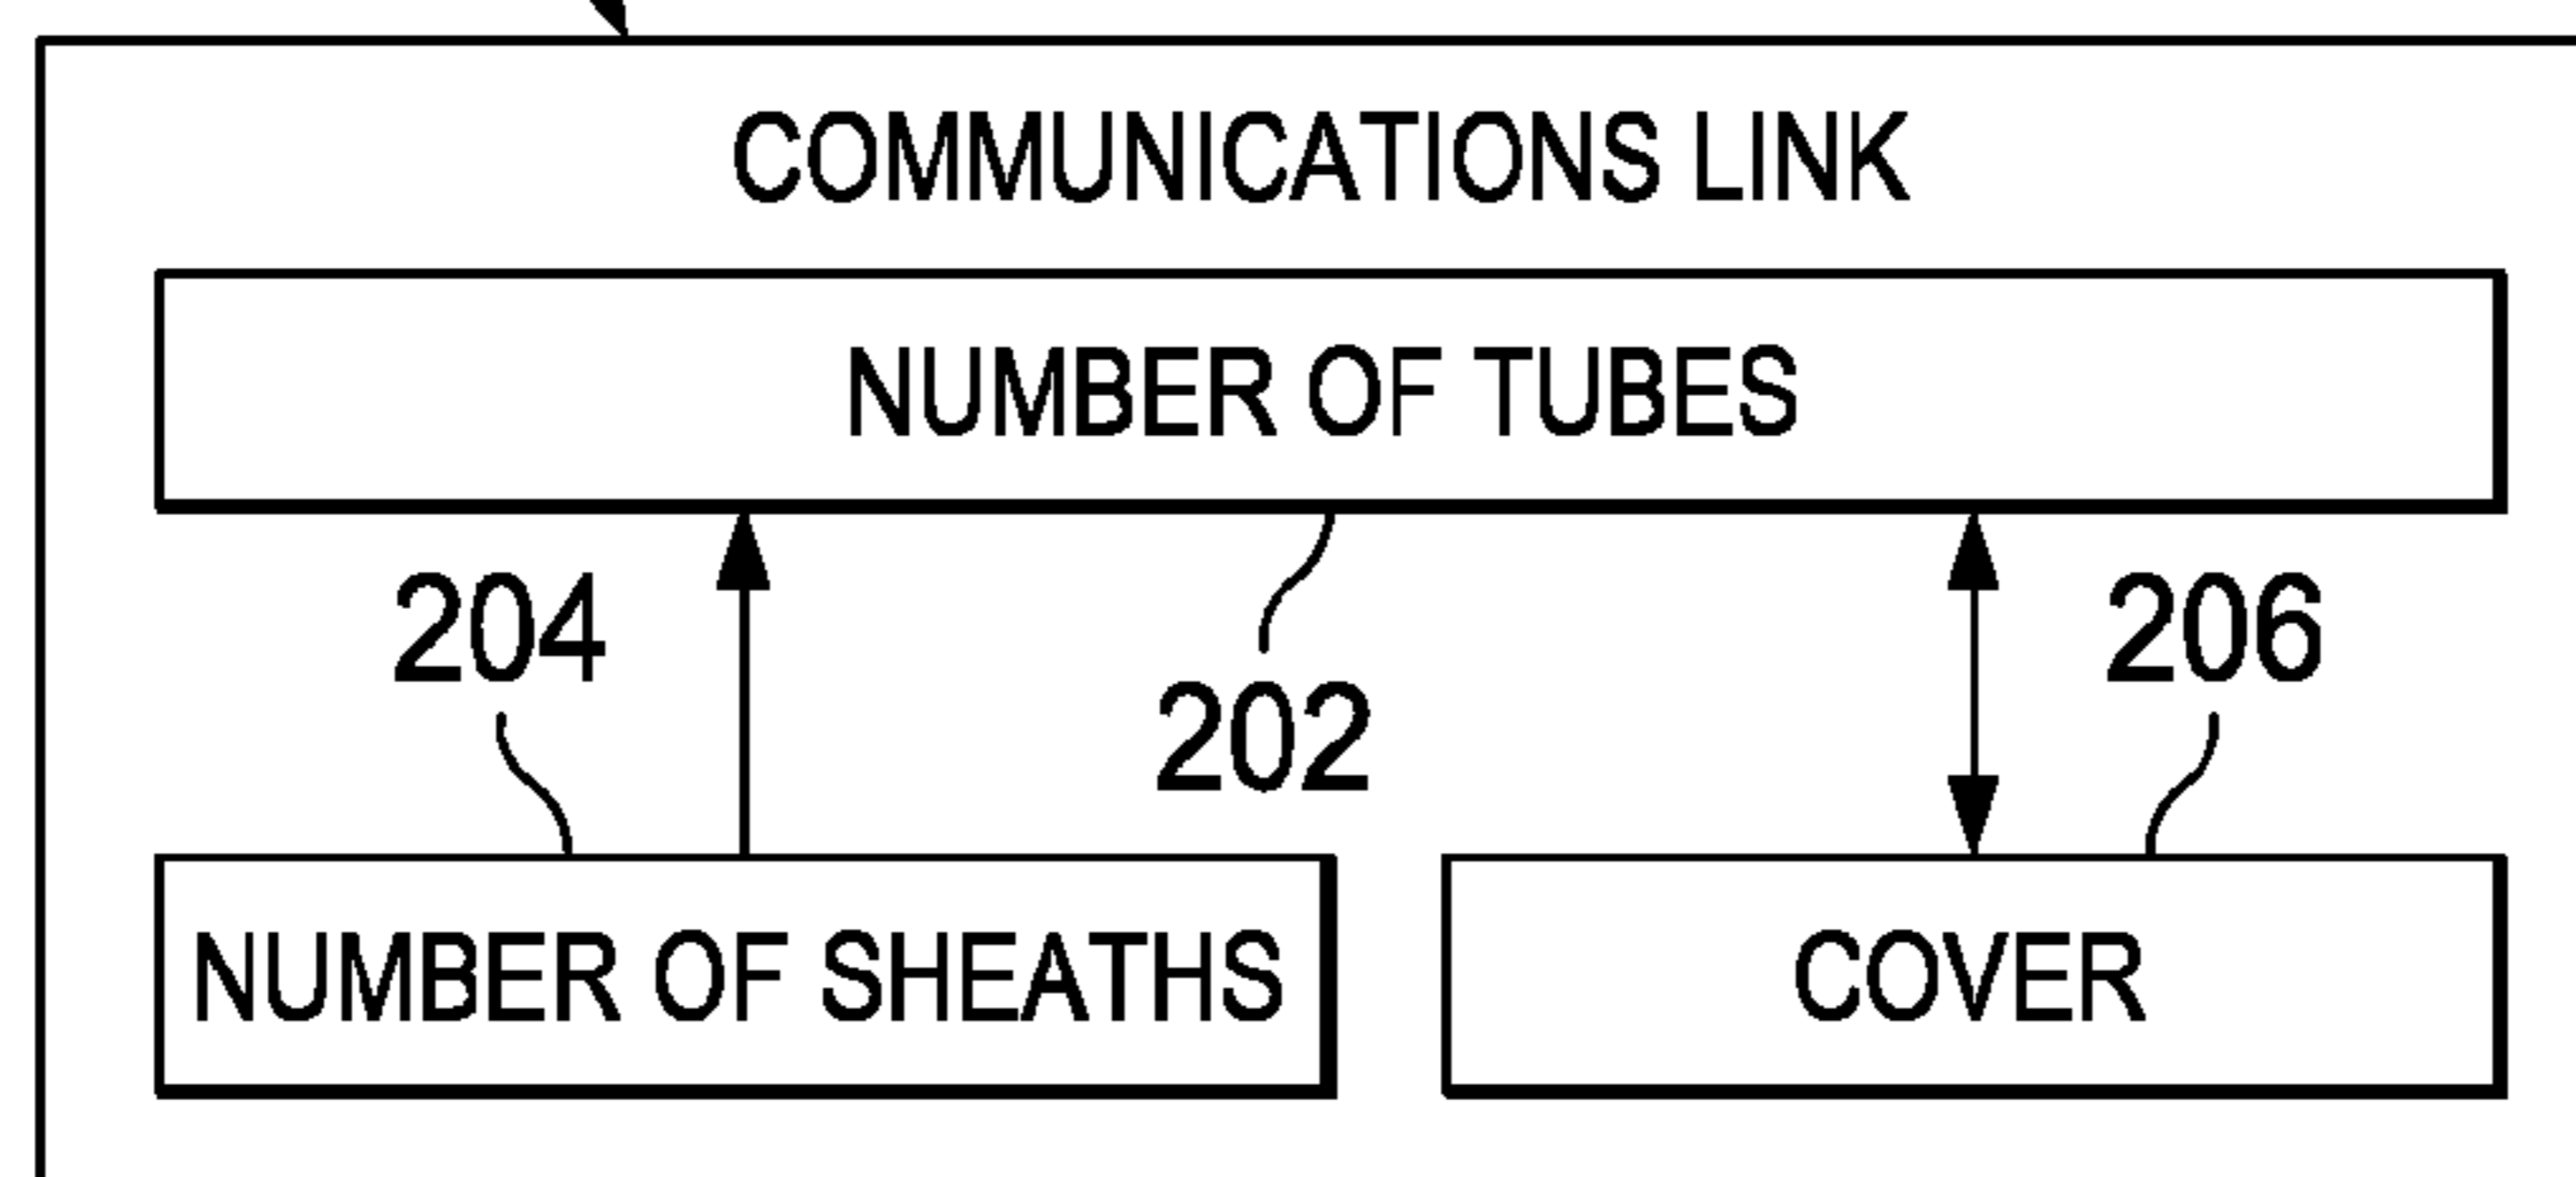 COMMUNICATIONS LINK
NUMBER OF TUBES
204
206
202
NUMBER OF SHEATHS
COVER